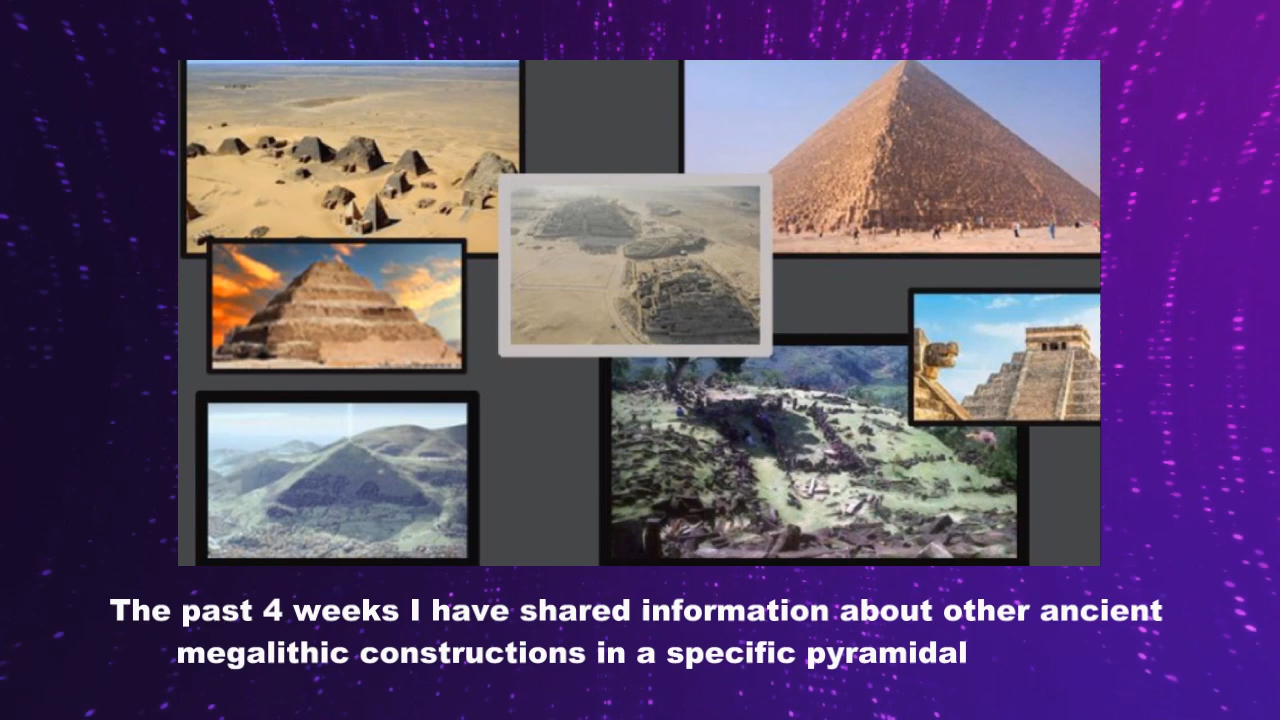 The past 4 weeks I have shared information about other ancient
megalithic constructions in a specific pyramidal